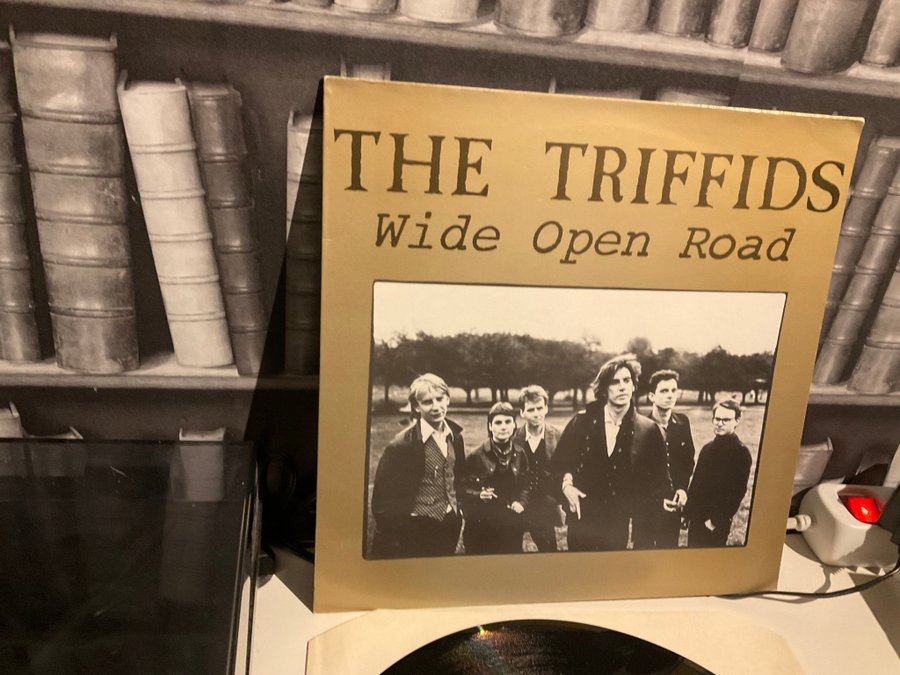 THE TRIFFIDS
Wide Open Road